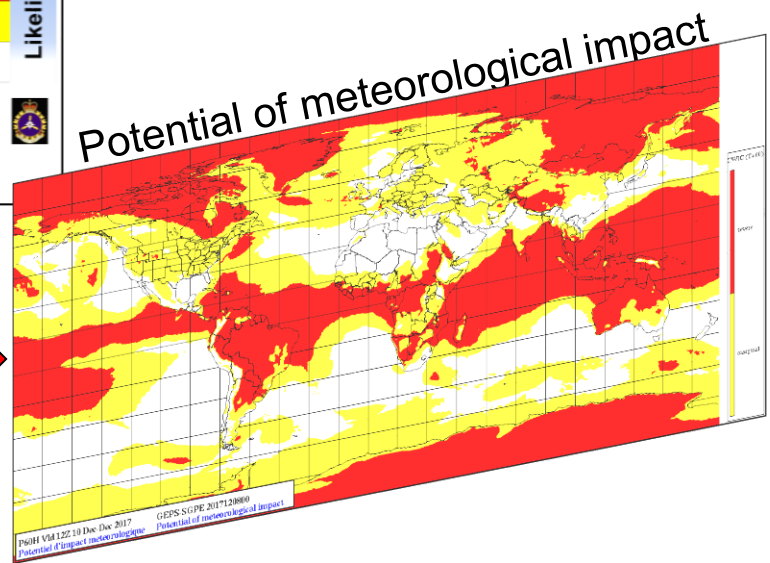 Likeli
Potential of meteorological impact
P60H Vld 12Z 10 Dec Dec 2017 GEPS-SGPE 2017120800
Potentiel d'impact meteorologique Potential of meteorological impact